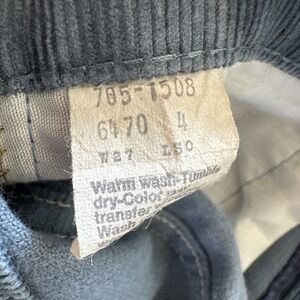 705-1508
6470 4
W27 L30
Warm wash-Tumble
dry-Color
transfer
Wash